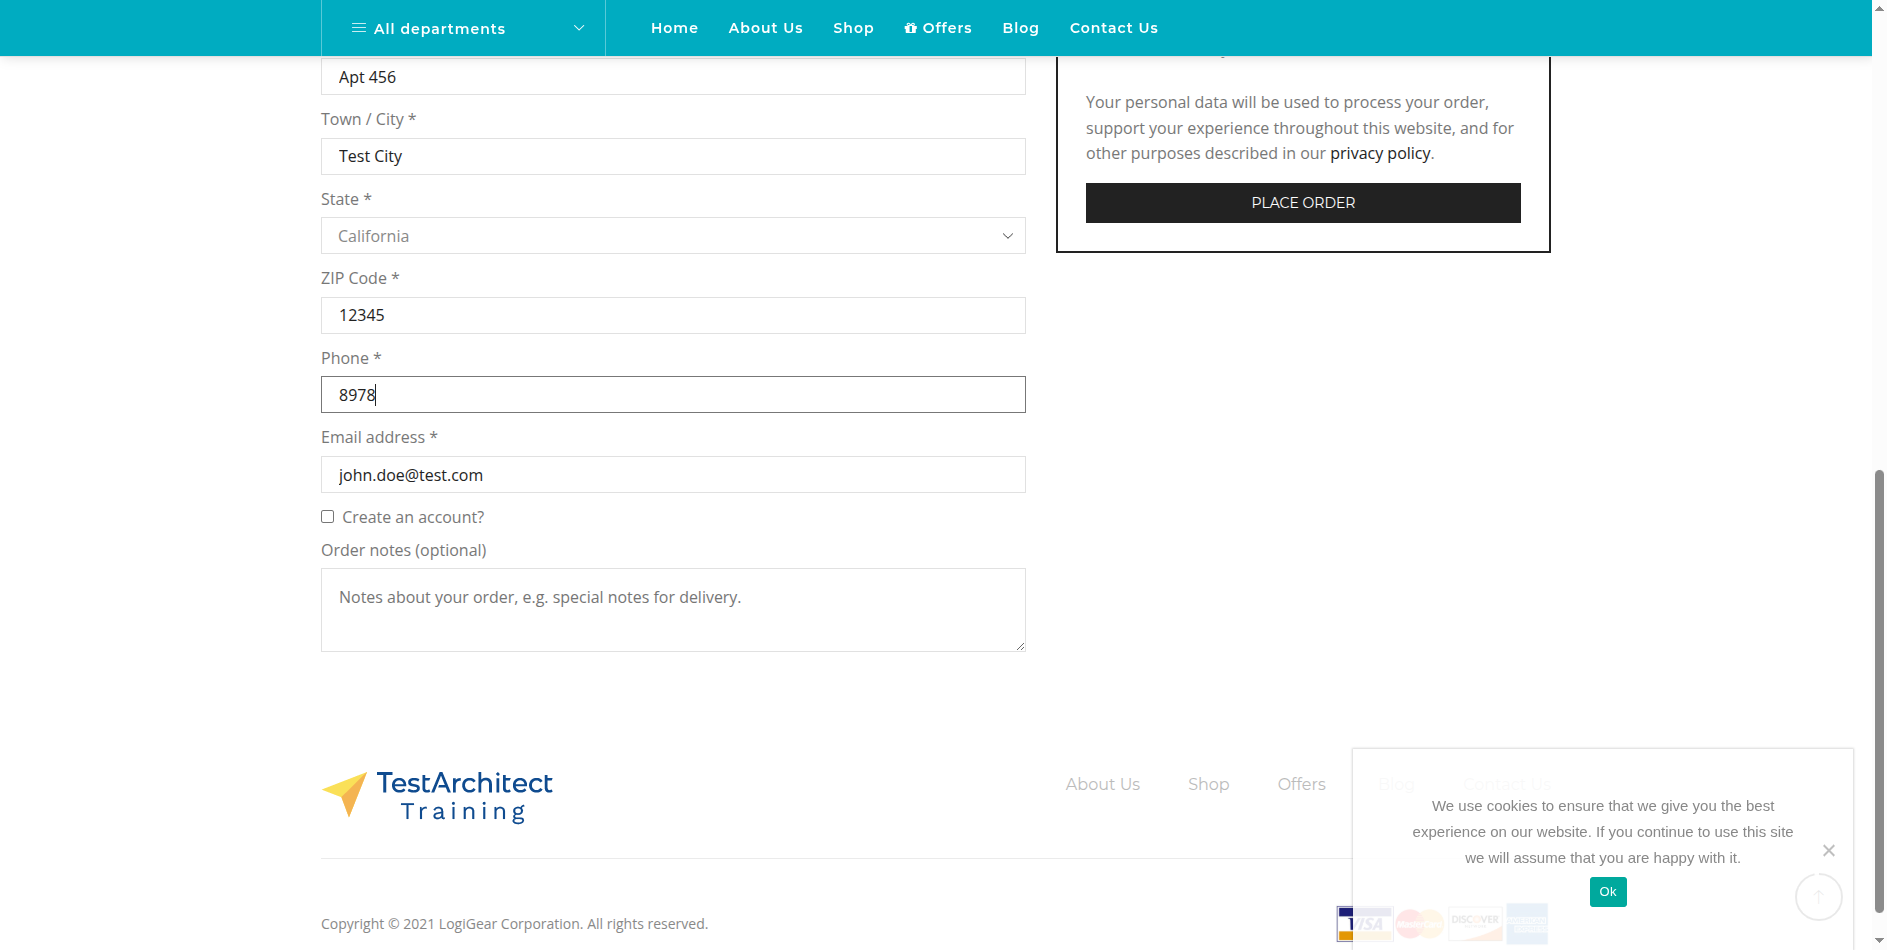 All departments
Home
About Us
Shop
Offers
Blog
Contact Us
Apt 456
Town / City *
Test City
State *
California
ZIP Code *
12345
Phone *
8978
Email address *
john.doe@test.com
Create an account?
Order notes (optional)
Notes about your order, e.g. special notes for delivery.
Your personal data will be used to process your order,
support your experience throughout this website, and for
other purposes described in our privacy policy.
PLACE ORDER
TestArchitect
Training
About Us
Shop
Offers
Blog
Contact Us
We use cookies to ensure that we give you the best
experience on our website. If you continue to use this site
we will assume that you are happy with it.
Ok
Copyright © 2021 LogiGear Corporation. All rights reserved.
VISA
MasterCard
DISCOVER